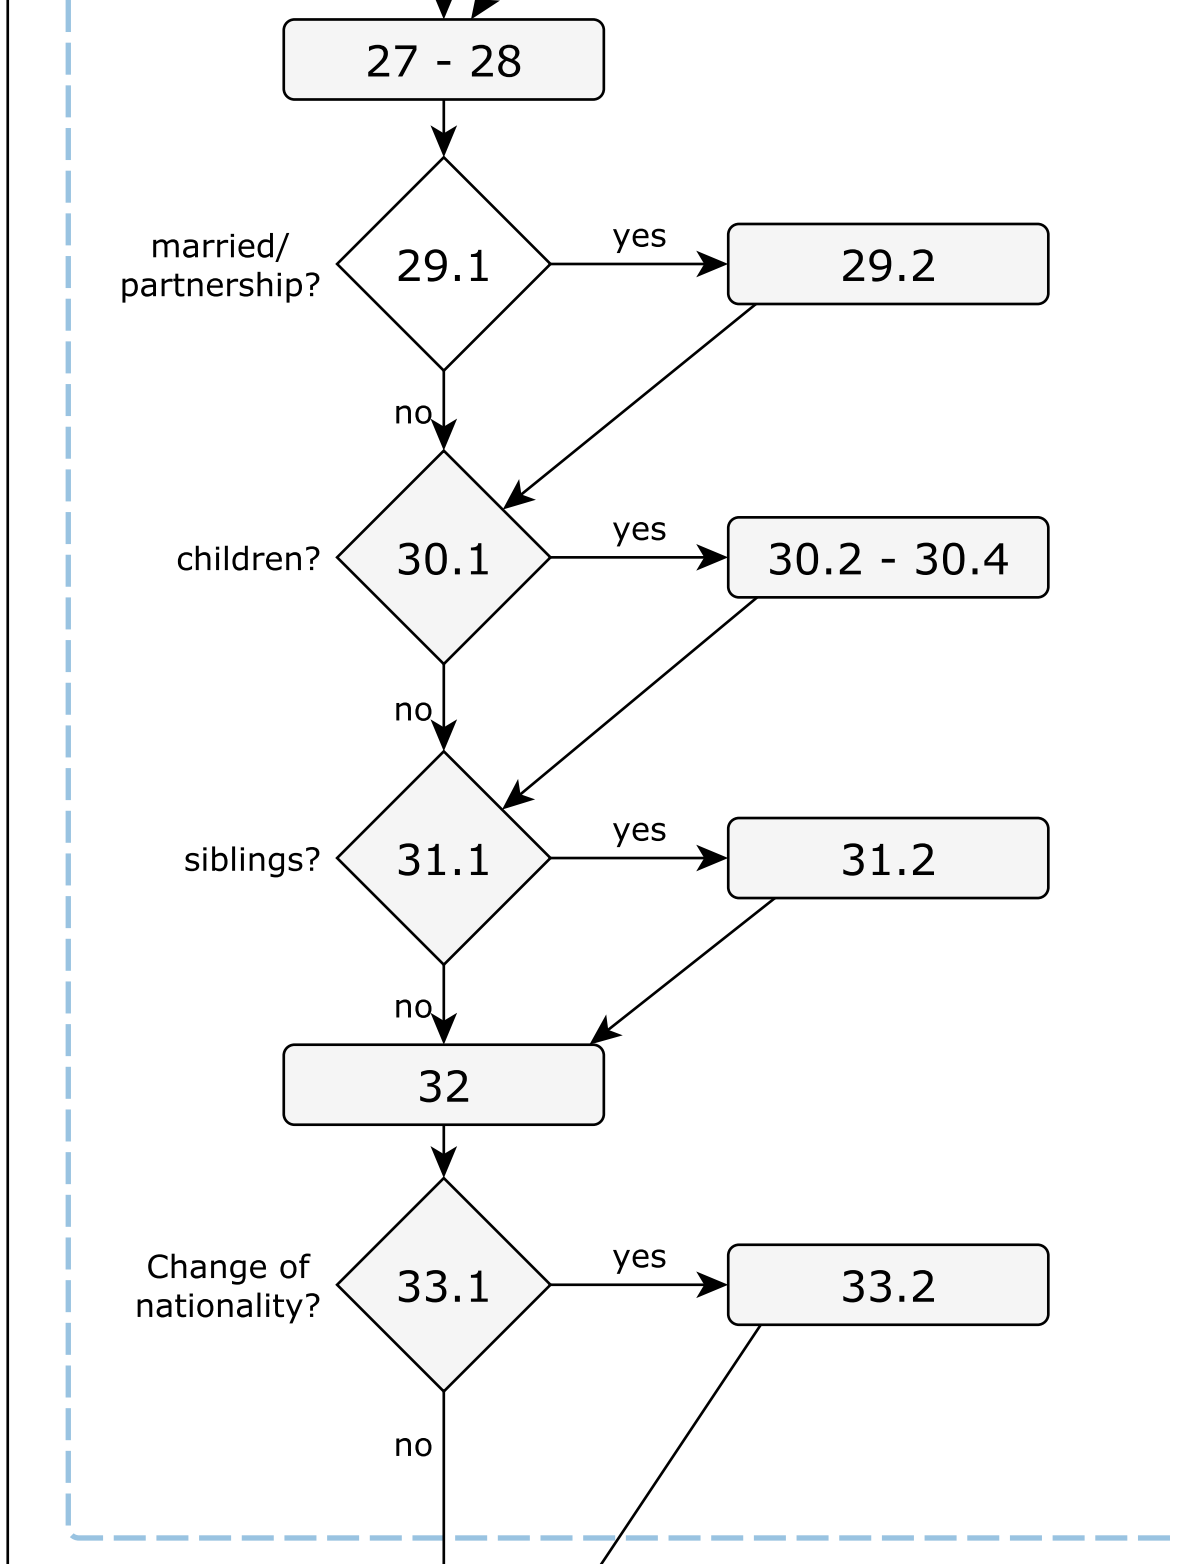 27 - 28
married/
partnership?
29.1
yes
29.2
no
children?
30.1
yes
30.2 - 30.4
no
siblings?
31.1
yes
31.2
no
32
Change of
nationality?
33.1
yes
33.2
no